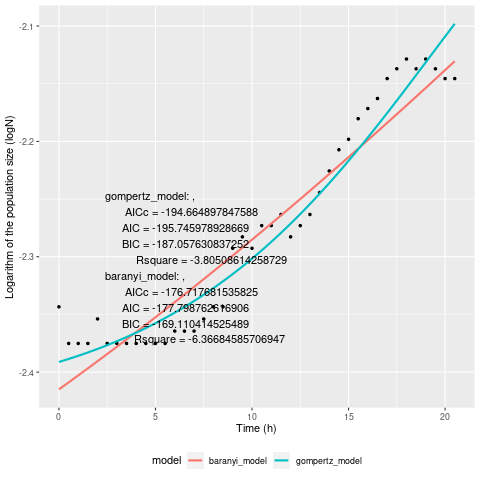 -2.1
-2.2
-2.3
-2.4
Logarithm of the population size (logN)
gompertz_model: ,
AICc = -194.664897847588
AIC = -195.745978928669
BIC = -187.057630837252
Rsquare = -3.80508614258729
baranyi_model: ,
AICc = -176.717681535825
AIC = -177.798762616906
BIC = -169.110414525489
Rsquare = -6.36684585706947
0 5 10 15 20
Time (h)
model baranyi_model gompertz_model